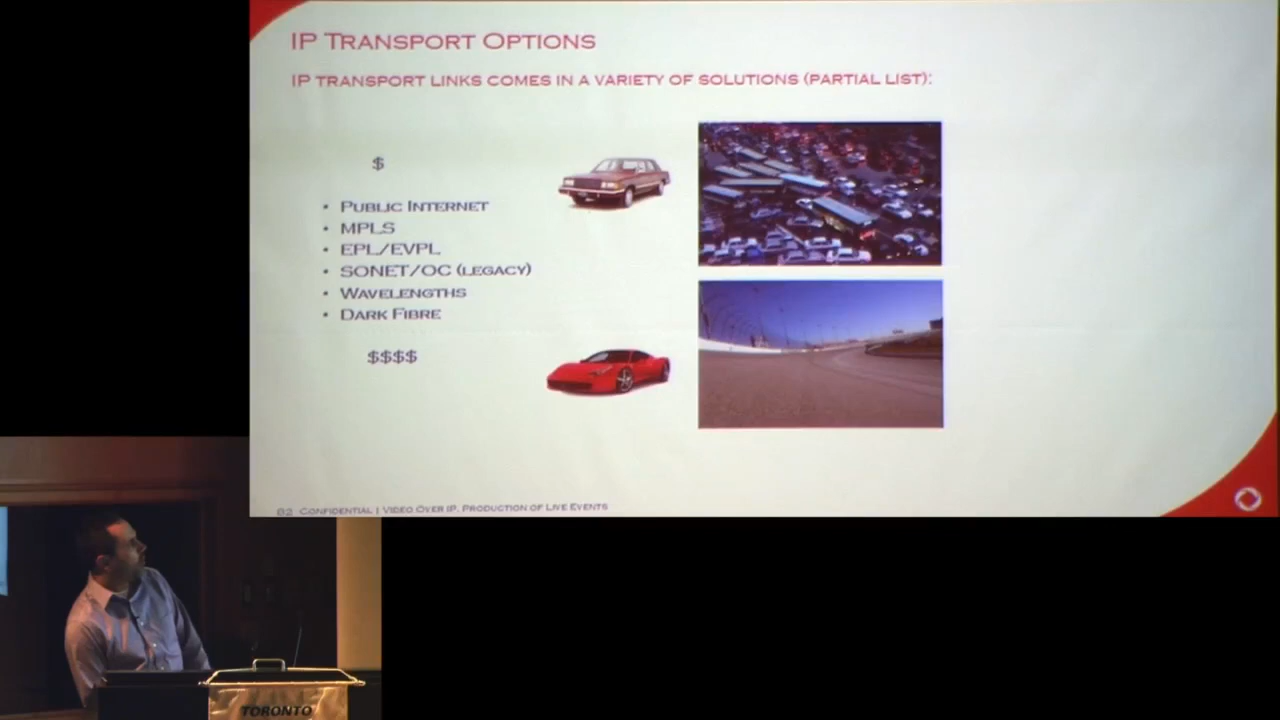 IP TRANSPORT OPTIONS
IP TRANSPORT LINKS COMES IN A VARIETY OF SOLUTIONS (PARTIAL LIST):
$
• PUBLIC INTERNET
• MPLS
• EPL/EVPL
• SONET/OC (LEGACY)
• WAVELENGTHS
• DARK FIBRE
$$$$
82 CONFIDENTIAL | VIDEO OVER IP, PRODUCTION OF LIVE EVENTS
TORONTO